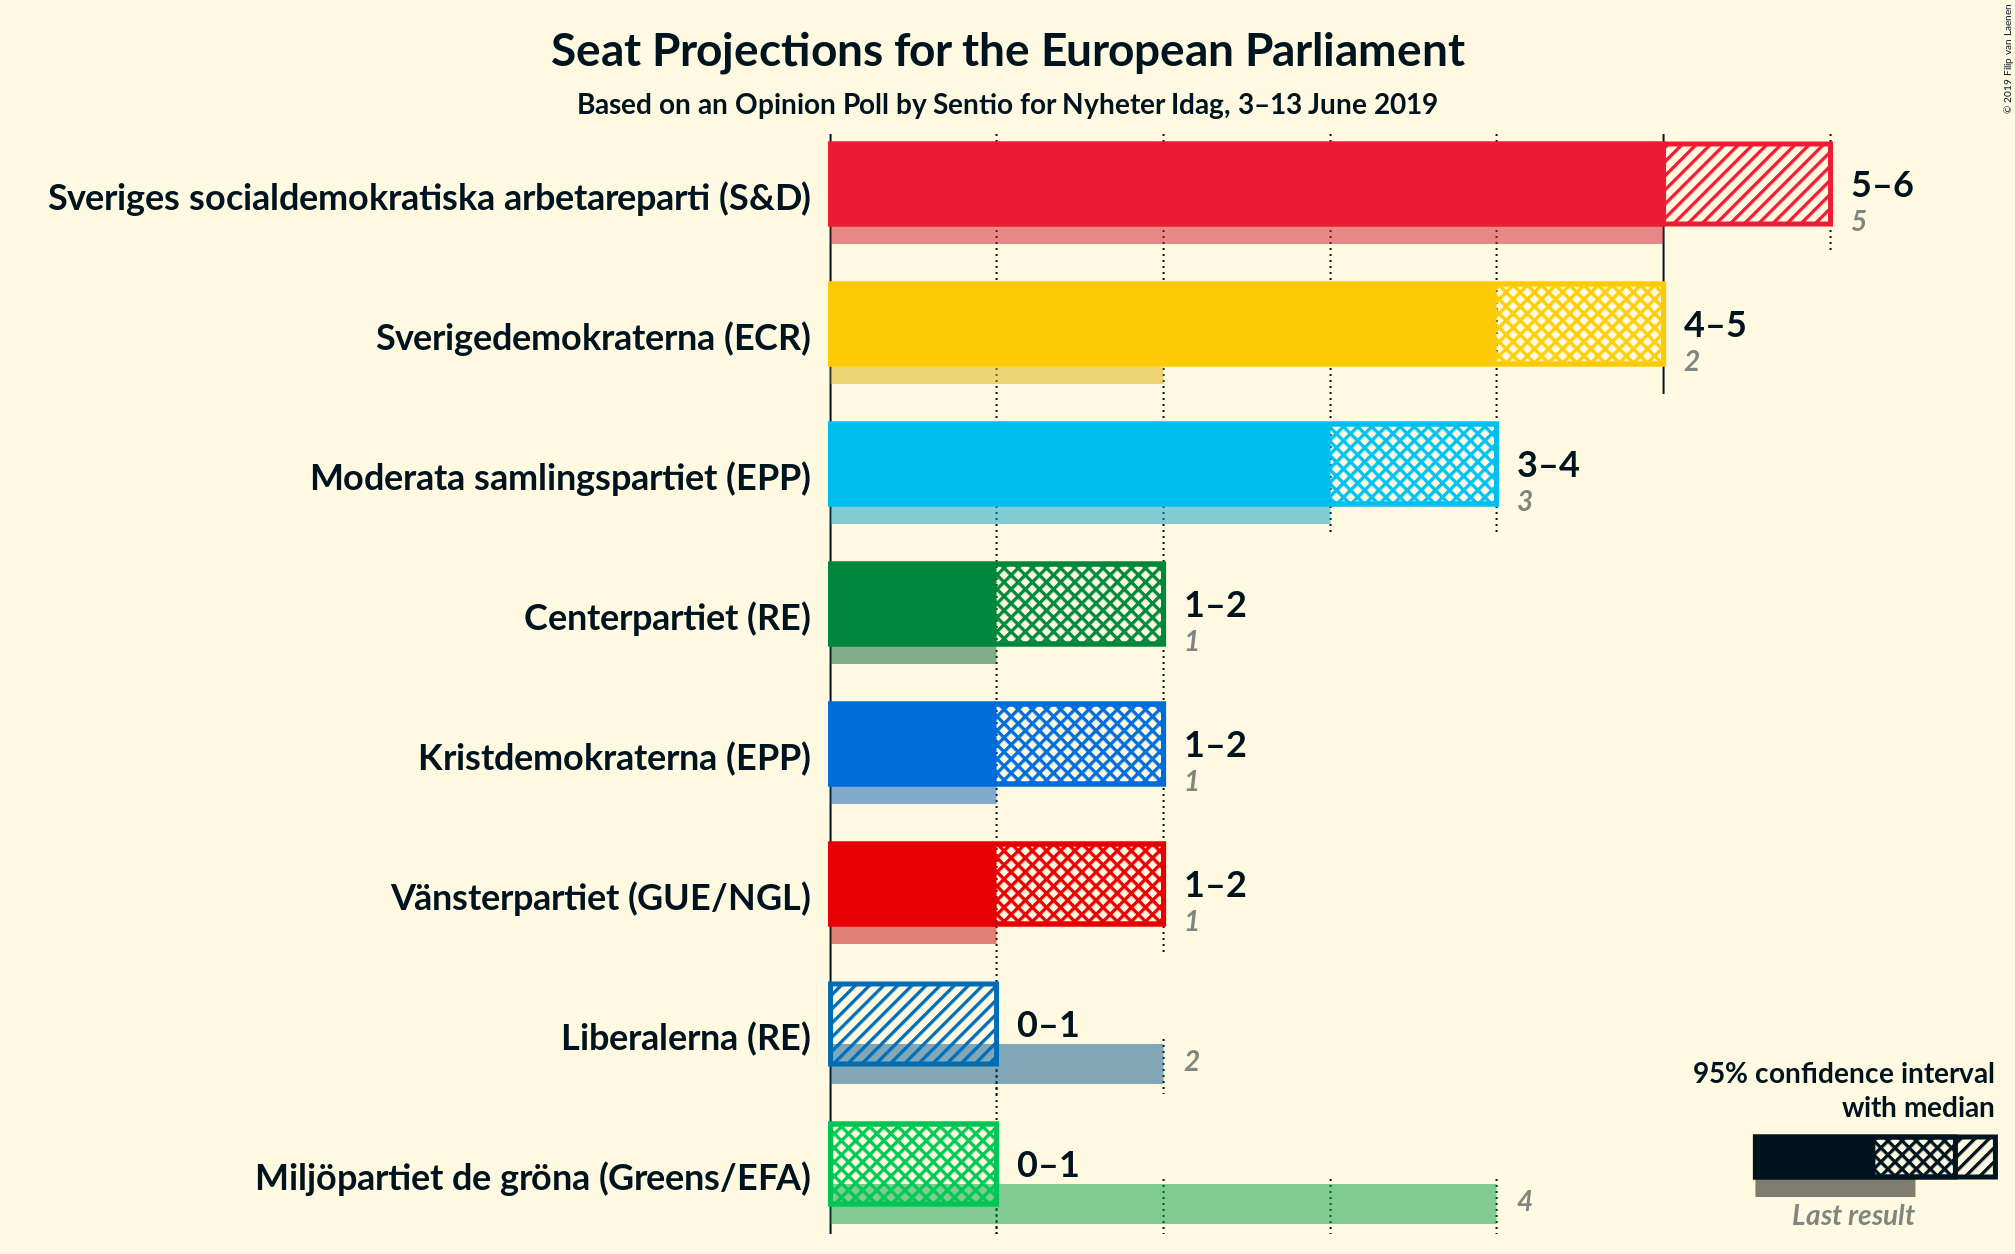 Seat Projections for the European Parliament
Based on an Opinion Poll by Sentio for Nyheter Idag, 3–13 June 2019
© 2019 Filip van Laenen
Sveriges socialdemokratiska arbetareparti (S&D)
5–6
5
Sverigedemokraterna (ECR)
4–5
2
Moderata samlingspartiet (EPP)
3–4
3
Centerpartiet (RE)
1–2
1
Kristdemokraterna (EPP)
1–2
1
Vänsterpartiet (GUE/NGL)
1–2
1
Liberalerna (RE)
0–1
2
Miljöpartiet de gröna (Greens/EFA)
0–1
4
95% confidence interval
with median
Last result